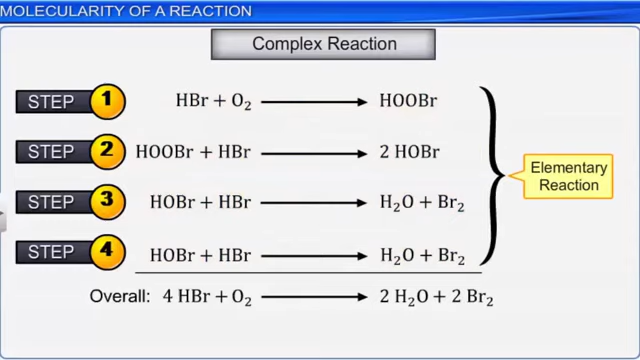 MOLECULARITY OF A REACTION
Complex Reaction
STEP 1 HBr + O₂ ⟶ HOOBr
STEP 2 HOOBr + HBr ⟶ 2 HOBr
STEP 3 HOBr + HBr ⟶ H₂O + Br₂
STEP 4 HOBr + HBr ⟶ H₂O + Br₂
Elementary
Reaction
Overall: 4 HBr + O₂ ⟶ 2 H₂O + 2 Br₂